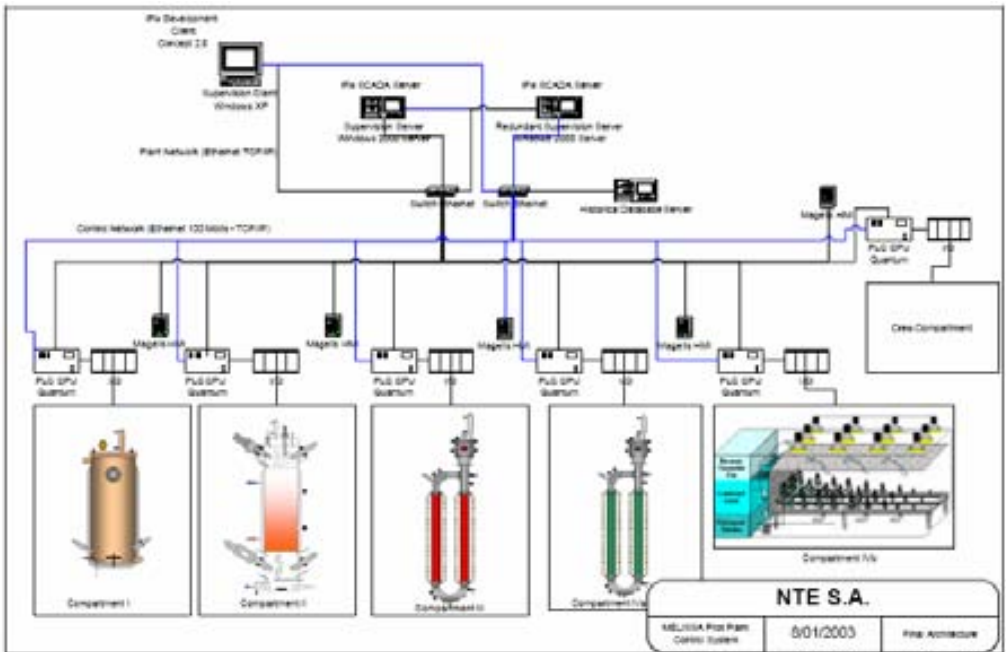 iFix Development
Client
Concept 2.6
Supervision Client
Windows XP
iFix SCADA Server
iFix SCADA Server
Supervision Server
Windows 2000 Server
Redundant Supervision Server
Windows 2000 Server
Plant Network (Ethernet TCP/IP)
Switch Ethernet
Switch Ethernet
Historical Database Server
Magelis HMI
Control Network (Ethernet 100 Mbit/s - TCP/IP)
PLC CPU
Quantum
I/O
Crew Compartment
Magelis HMI
Magelis HMI
Magelis HMI
Magelis HMI
PLC CPU
Quantum
I/O
PLC CPU
Quantum
I/O
PLC CPU
Quantum
I/O
PLC CPU
Quantum
I/O
PLC CPU
Quantum
I/O
Compartment I
Compartment II
Compartment III
Compartment IVa
Compartment IVb
NTE S.A.
MELISSA Pilot Plant
Control System
8/01/2003
Final Architecture